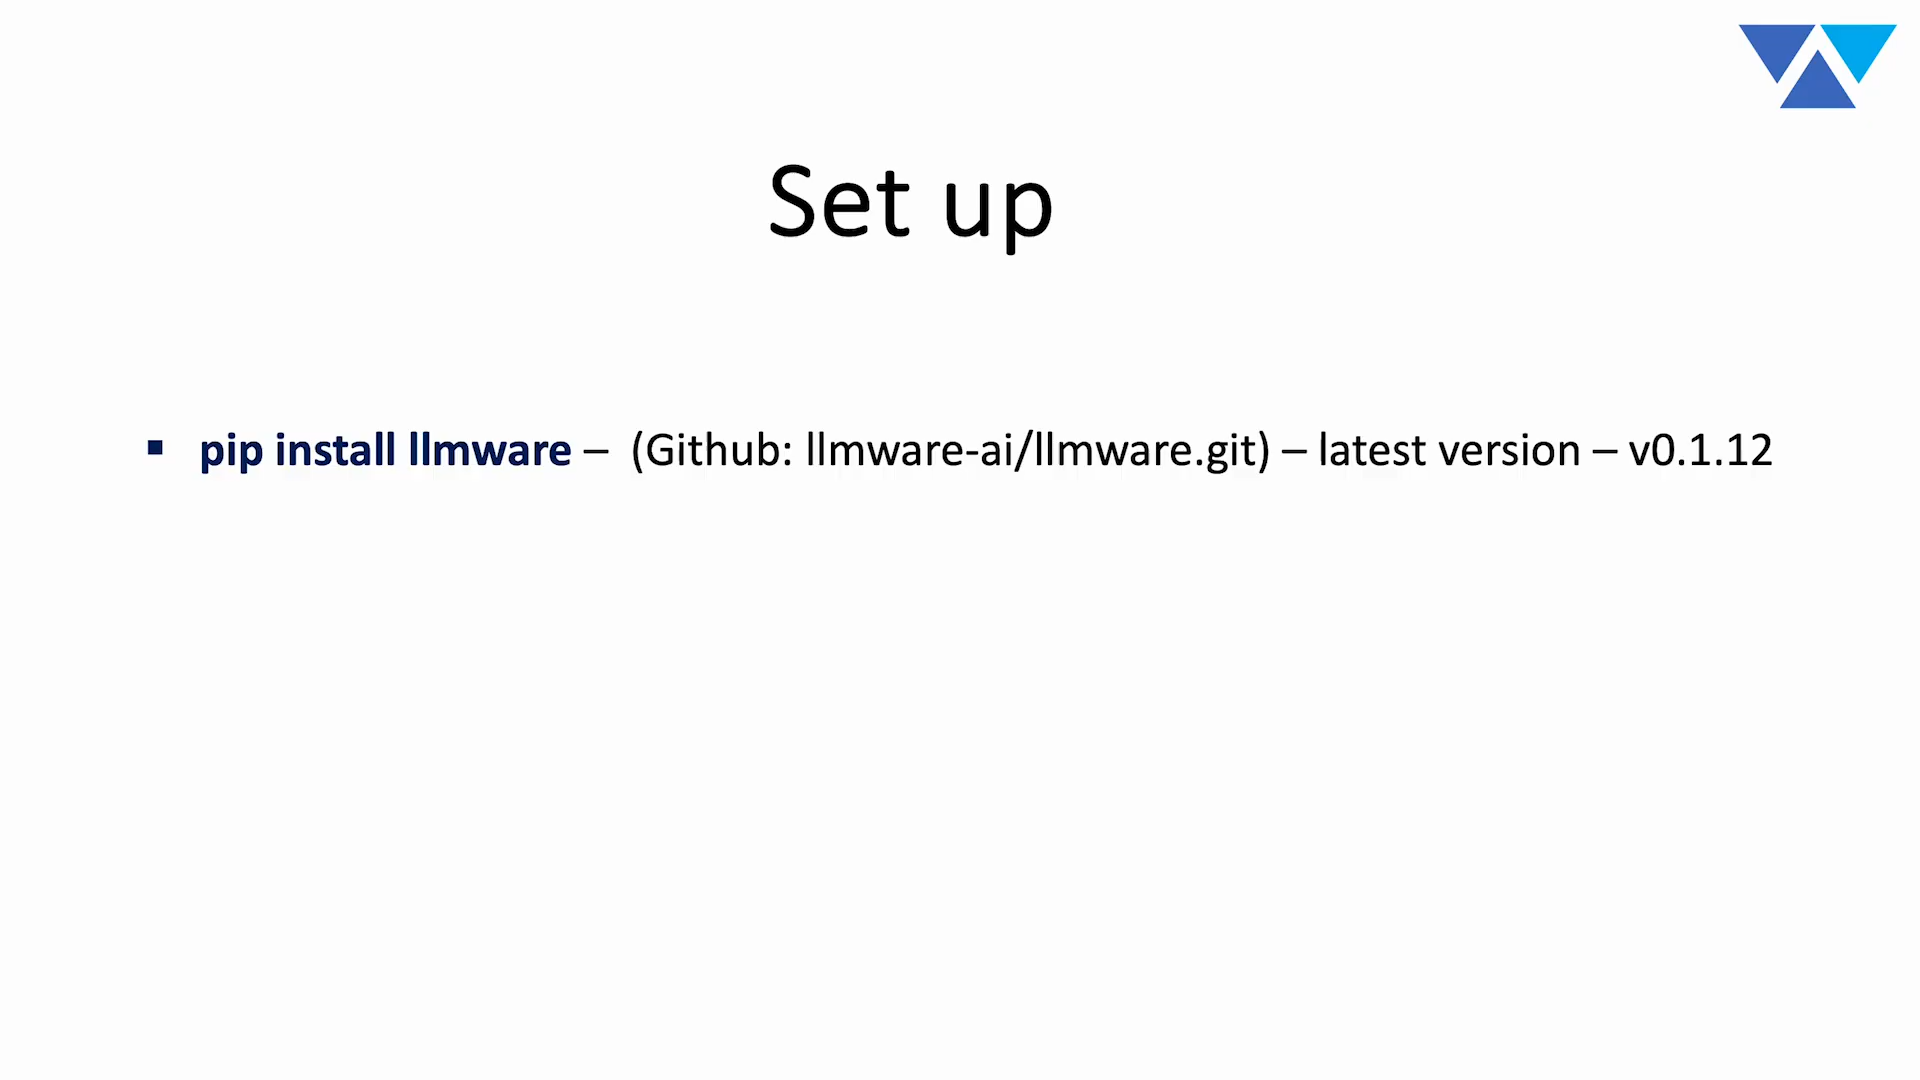 Set up
▪ pip install llmware – (Github: llmware-ai/llmware.git) – latest version – v0.1.12